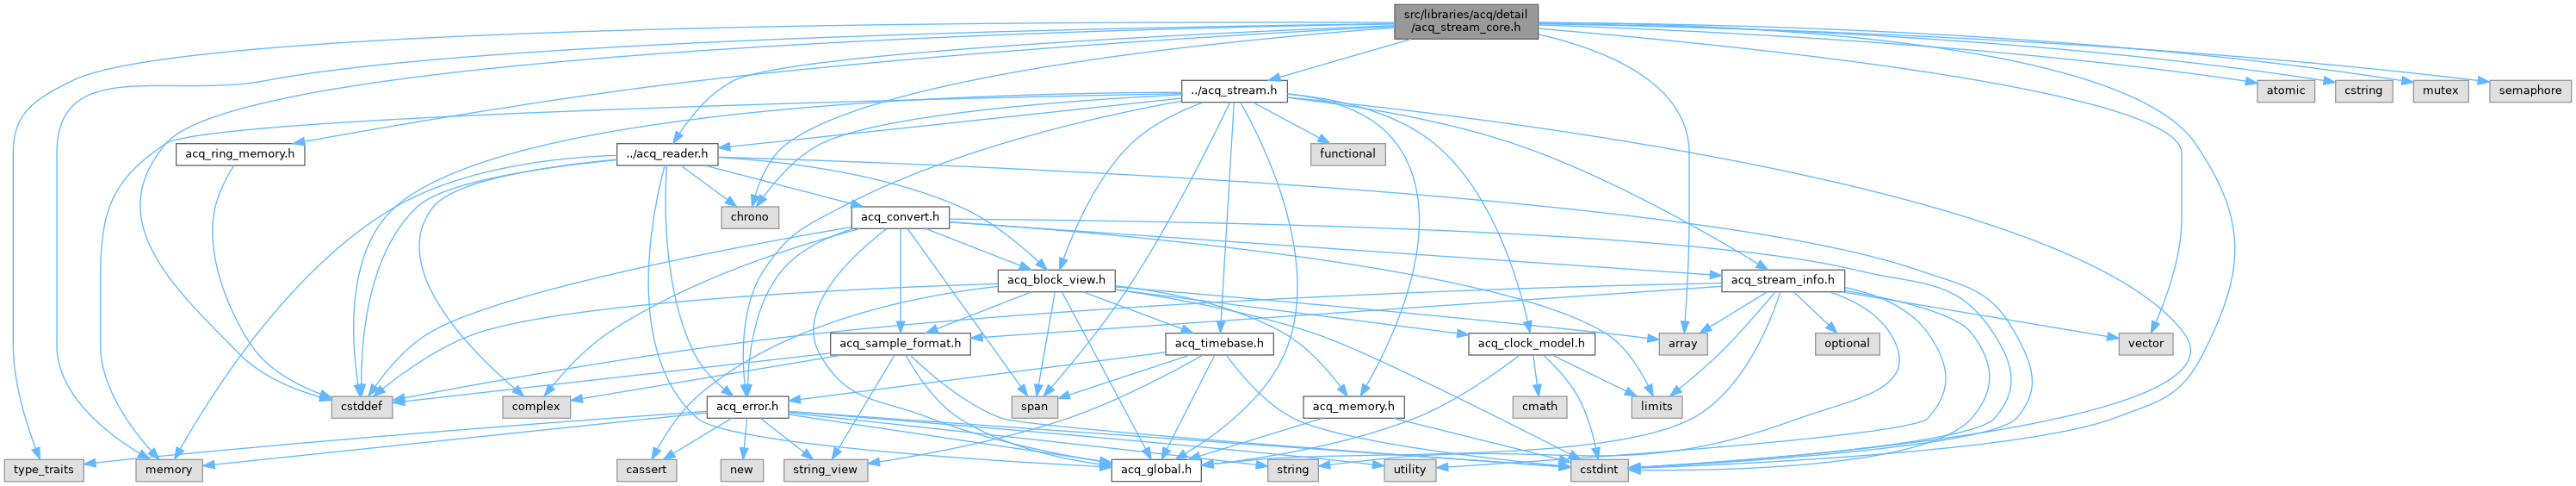 src/libraries/acq/detail
/acq_stream_core.h
../acq_stream.h
atomic
cstring
mutex
semaphore
acq_ring_memory.h
../acq_reader.h
functional
chrono
acq_convert.h
acq_block_view.h
acq_stream_info.h
acq_sample_format.h
acq_timebase.h
acq_clock_model.h
array
optional
vector
cstddef
complex
acq_error.h
span
acq_memory.h
cmath
limits
type_traits
memory
cassert
new
string_view
acq_global.h
string
utility
cstdint